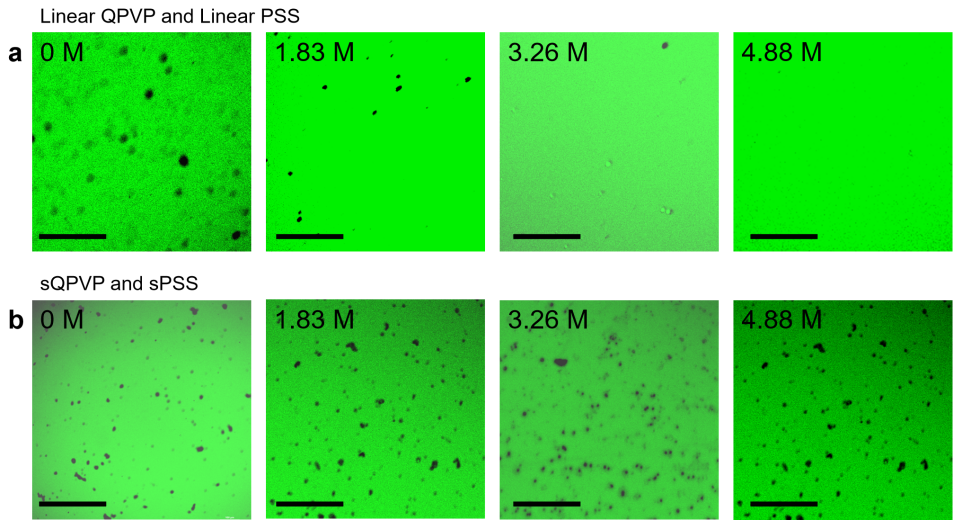 Linear QPVP and Linear PSS
a
0 M
1.83 M
3.26 M
4.88 M
sQPVP and sPSS
b
0 M
1.83 M
3.26 M
4.88 M